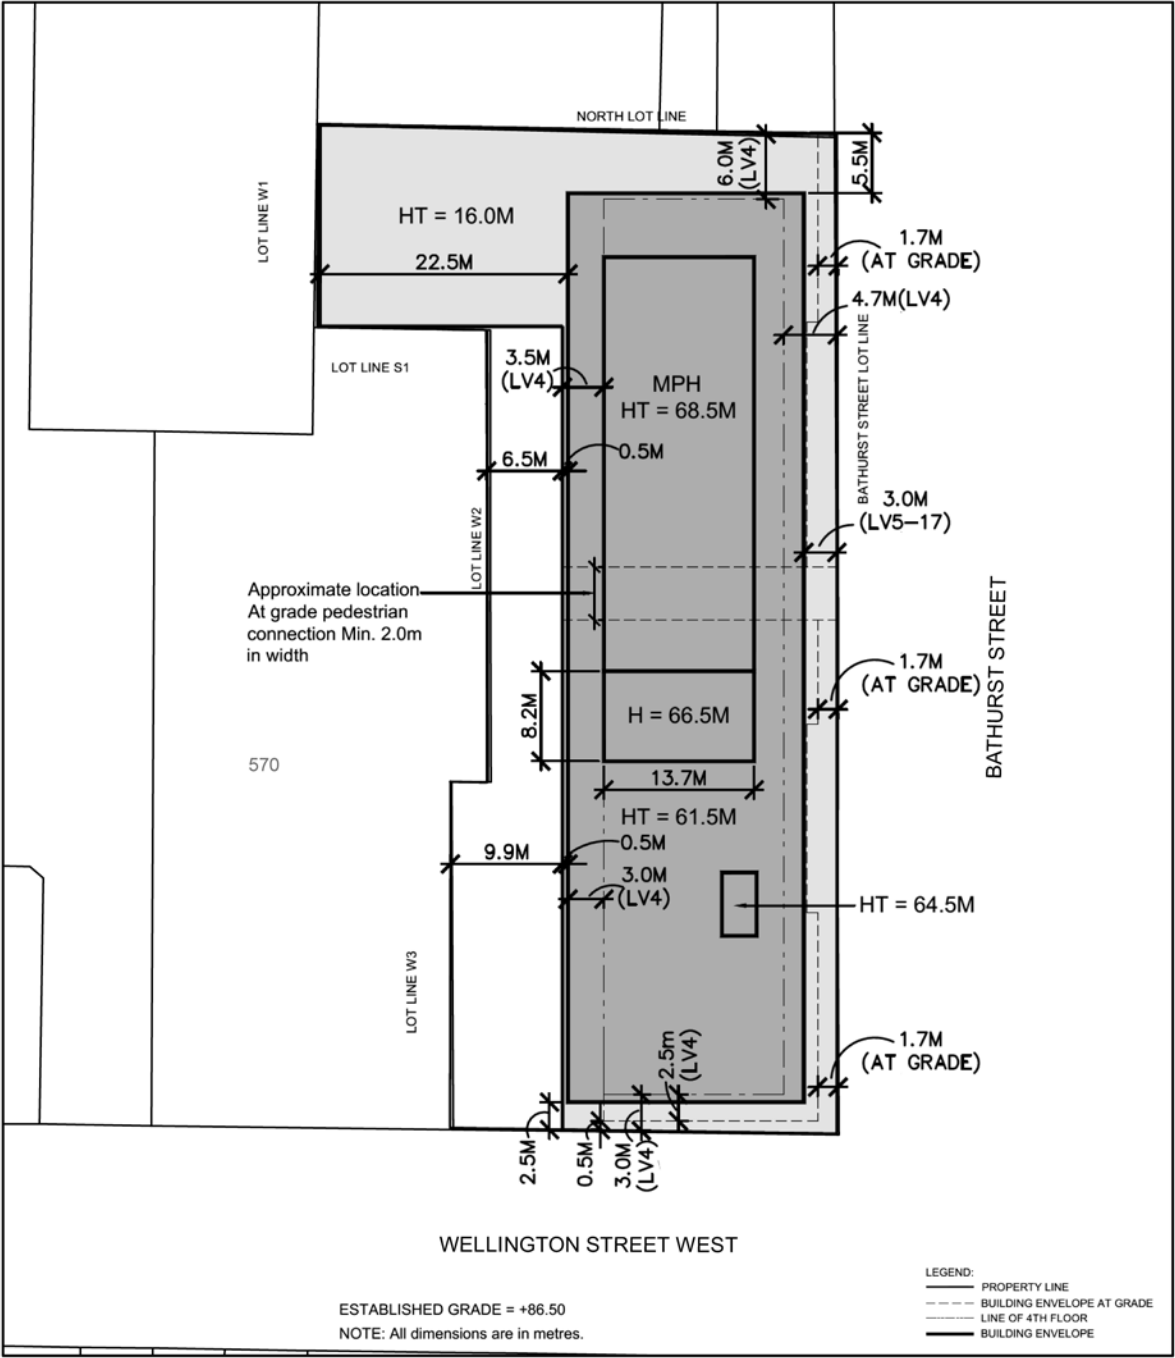 NORTH LOT LINE
LOT LINE W1
HT = 16.0M
22.5M
6.0M
(LV4)
5.5M
1.7M
(AT GRADE)
4.7M(LV4)
LOT LINE S1
3.5M
(LV4)
MPH
HT = 68.5M
BATHURST STREET LOT LINE
6.5M
0.5M
3.0M
(LV5-17)
LOT LINE W2
Approximate location
At grade pedestrian
connection Min. 2.0m
in width
BATHURST STREET
1.7M
(AT GRADE)
8.2M
H = 66.5M
570
13.7M
HT = 61.5M
0.5M
9.9M
3.0M
(LV4)
HT = 64.5M
LOT LINE W3
2.5m
(LV4)
1.7M
(AT GRADE)
2.5M
0.5M
3.0M
(LV4)
WELLINGTON STREET WEST
ESTABLISHED GRADE = +86.50
NOTE: All dimensions are in metres.
LEGEND:
PROPERTY LINE
BUILDING ENVELOPE AT GRADE
LINE OF 4TH FLOOR
BUILDING ENVELOPE